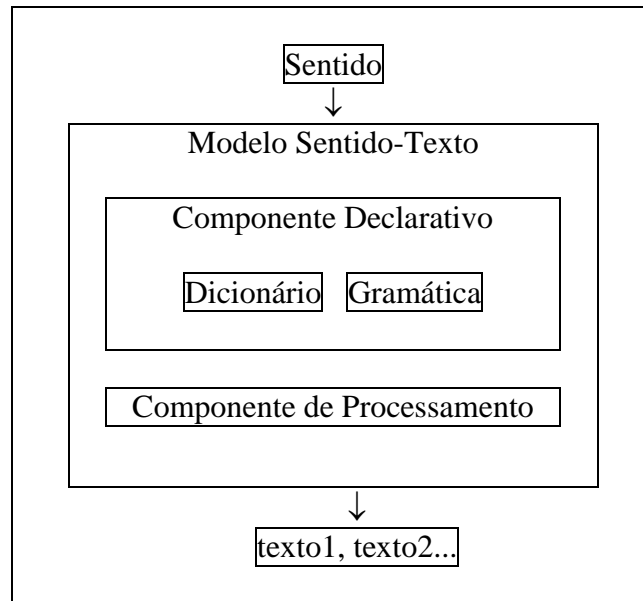 Sentido
↓
Modelo Sentido-Texto
Componente Declarativo
Dicionário Gramática
Componente de Processamento
↓
texto1, texto2...